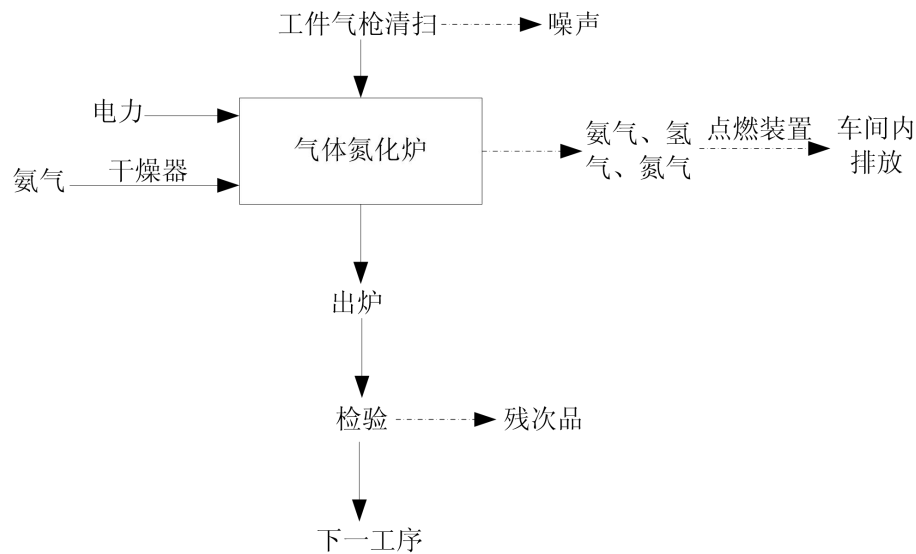 工件气枪清扫
噪声
电力
气体氮化炉
氨气
干燥器
氨气、氢
气、氮气
点燃装置
车间内
排放
出炉
检验
残次品
下一工序